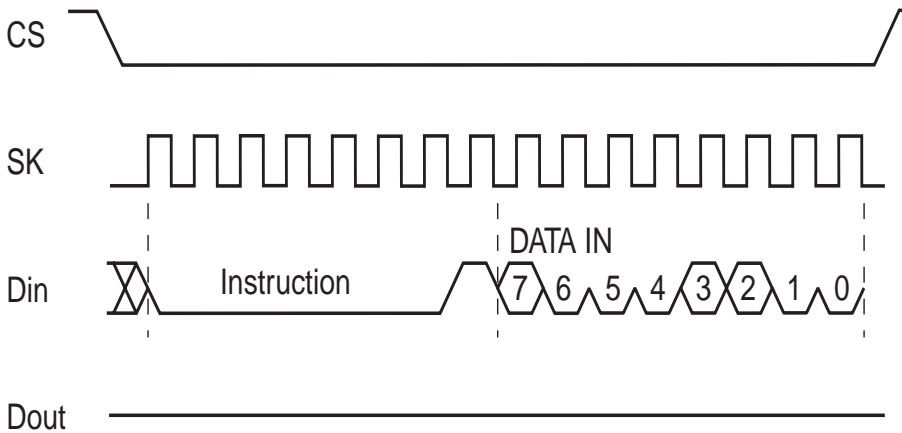 CS
SK
DATA IN
Din Instruction 7 6 5 4 3 2 1 0
Dout